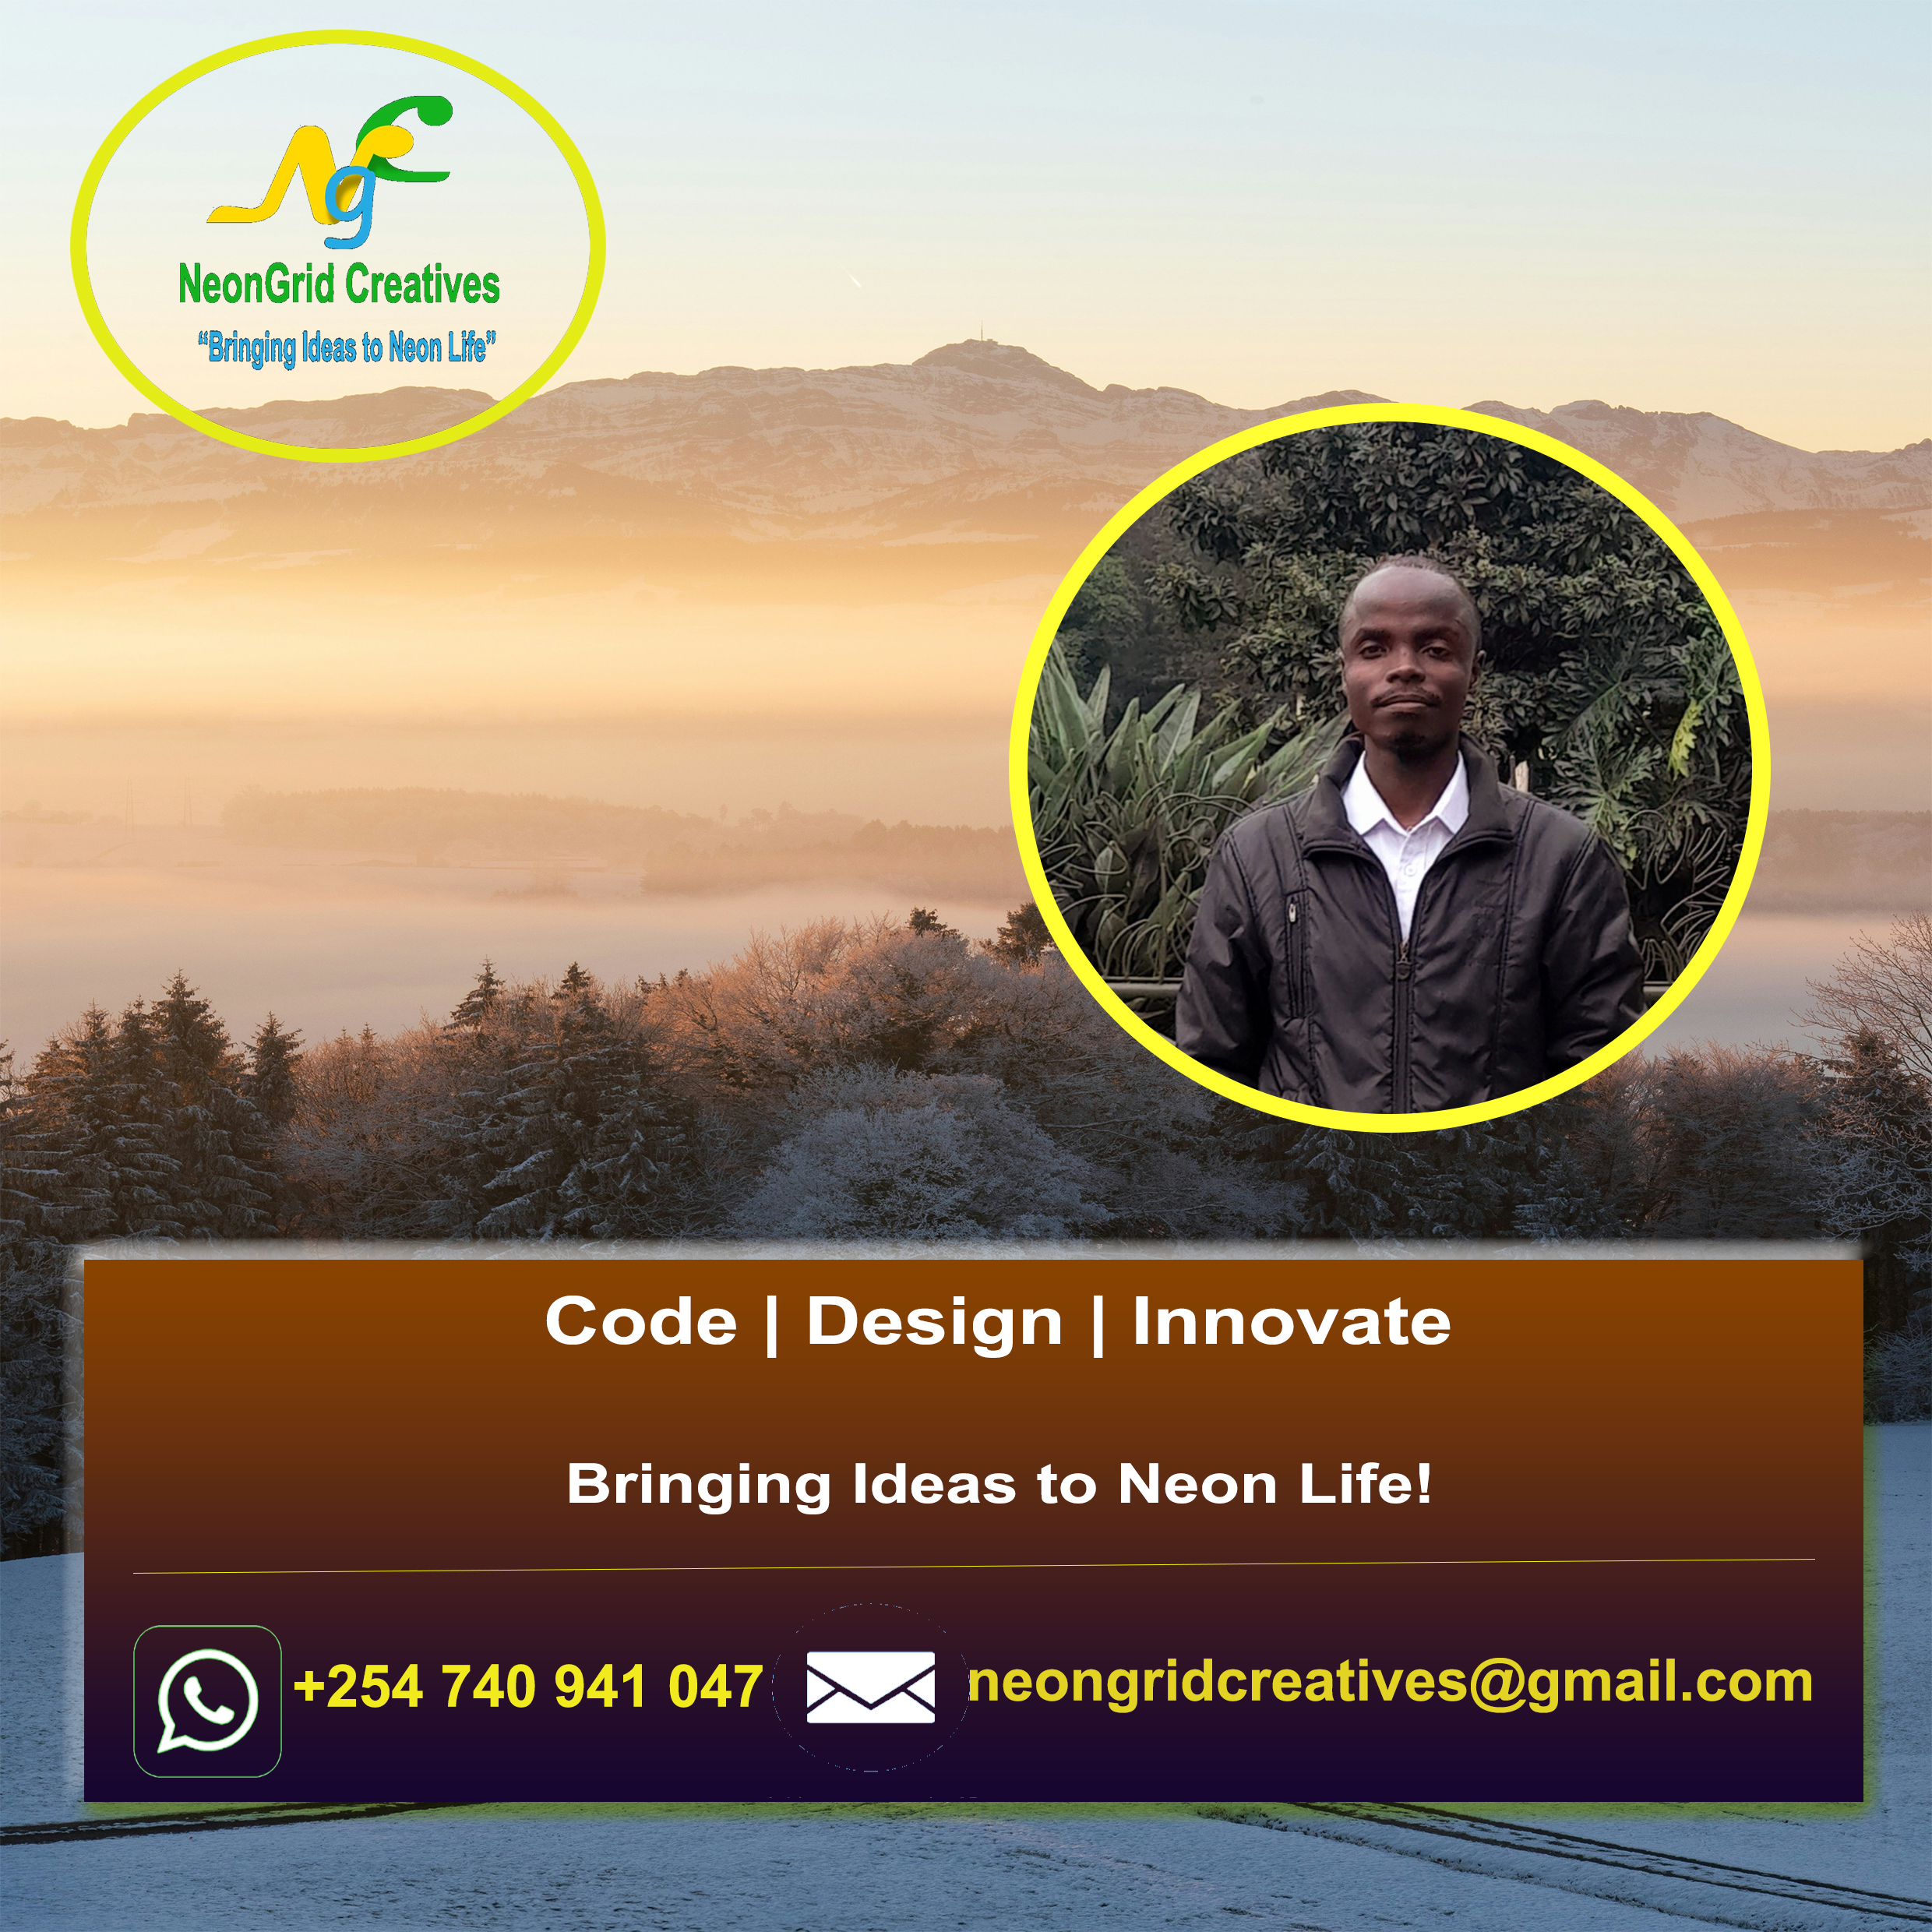 NgC
NeonGrid Creatives
“Bringing Ideas to Neon Life”
Code | Design | Innovate
Bringing Ideas to Neon Life!
+254 740 941 047
neongridcreatives@gmail.com